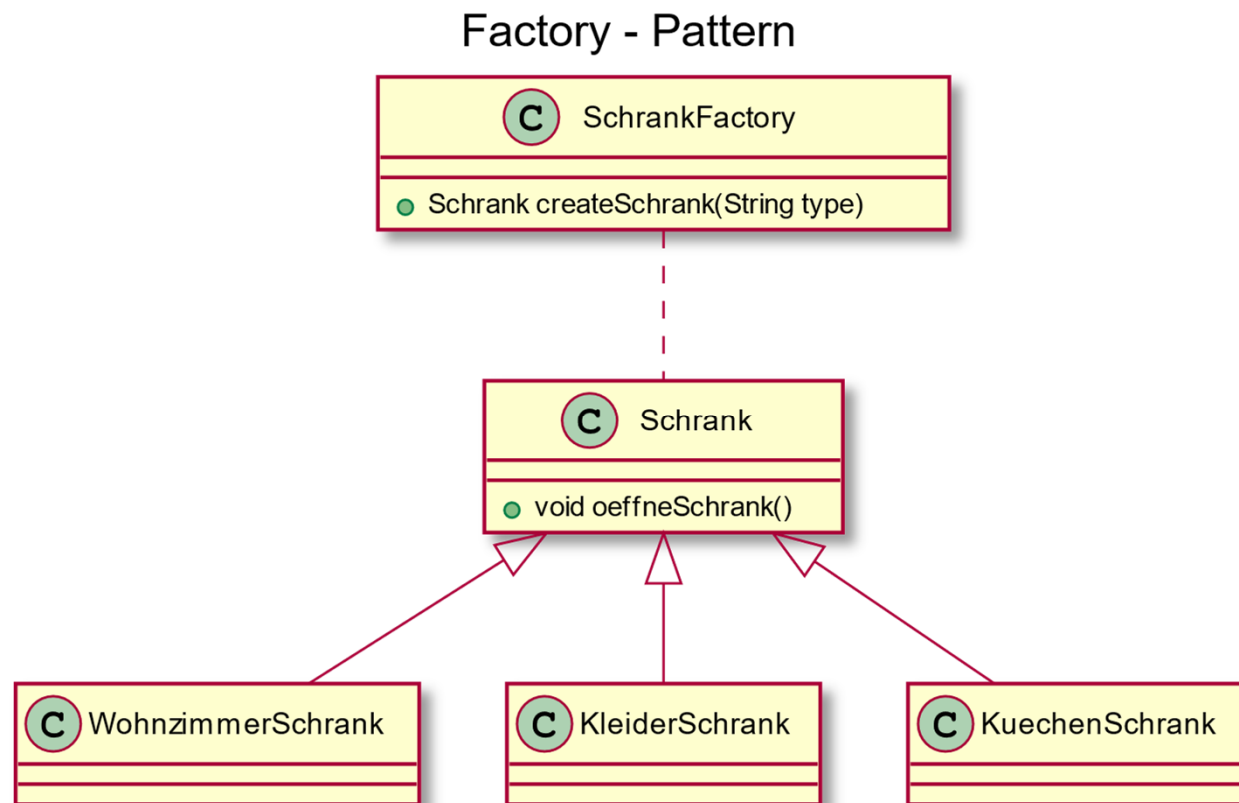 Factory - Pattern
C SchrankFactory
Schrank createSchrank(String type)
C Schrank
void oeffneSchrank()
C WohnzimmerSchrank
C KleiderSchrank
C KuechenSchrank